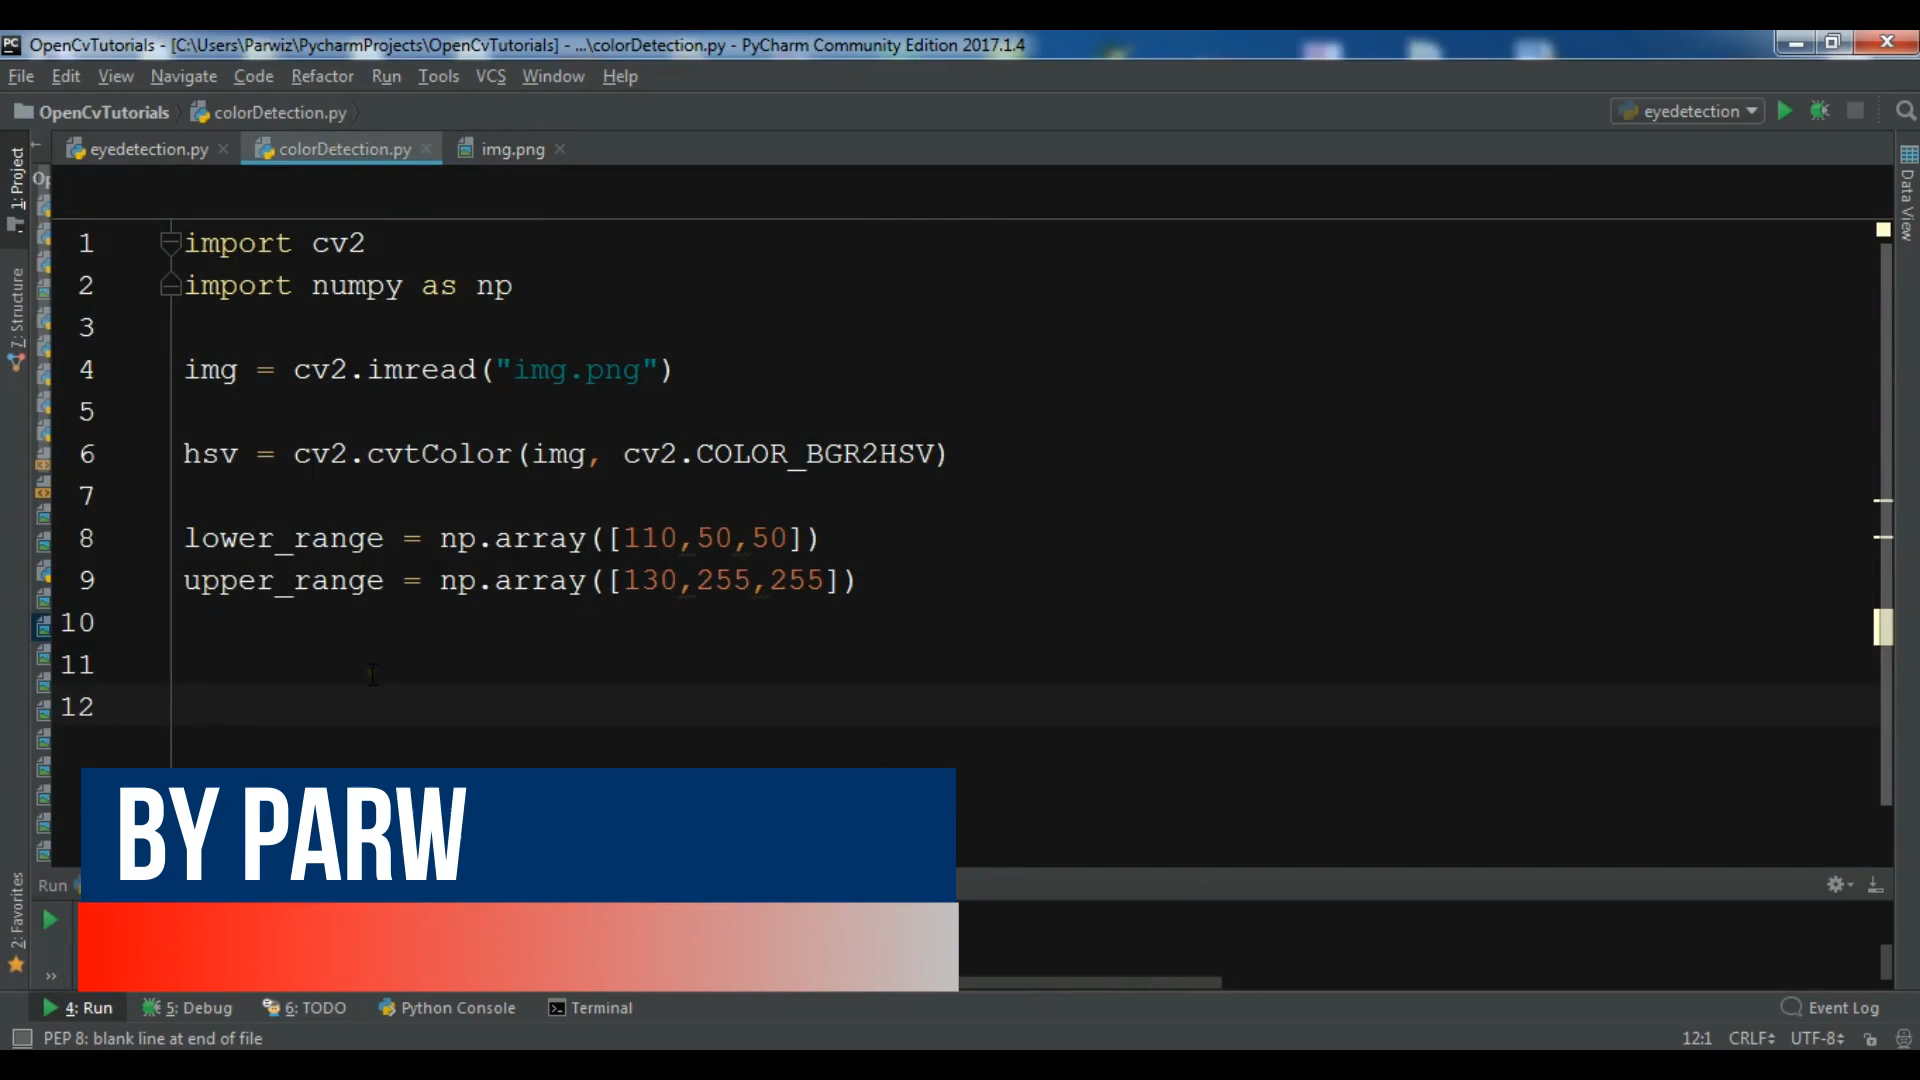 OpenCvTutorials - [C:\Users\Parwiz\PycharmProjects\OpenCvTutorials] - ...\colorDetection.py - PyCharm Community Edition 2017.1.4
File Edit View Navigate Code Refactor Run Tools VCS Window Help
OpenCvTutorials colorDetection.py eyedetection
eyedetection.py colorDetection.py img.png
1: Project
7: Structure
2: Favorites
Data View
1 import cv2
2 import numpy as np
3
4 img = cv2.imread("img.png")
5
6 hsv = cv2.cvtColor(img, cv2.COLOR_BGR2HSV)
7
8 lower_range = np.array([110,50,50])
9 upper_range = np.array([130,255,255])
10
11
12
BY PARW
Run
4: Run 5: Debug 6: TODO Python Console Terminal Event Log
PEP 8: blank line at end of file 12:1 CRLF UTF-8